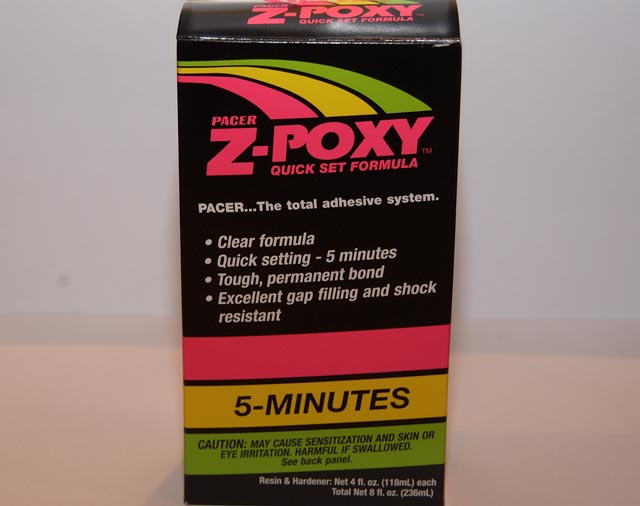 Z-POXY™
QUICK SET FORMULA
PACER
Z-POXY™
QUICK SET FORMULA
PACER...The total adhesive system.
• Clear formula
• Quick setting - 5 minutes
• Tough, permanent bond
• Excellent gap filling and shock
resistant
5-MINUTES
CAUTION: MAY CAUSE SENSITIZATION AND SKIN OR
EYE IRRITATION. HARMFUL IF SWALLOWED.
See back panel.
Resin & Hardener: Net 4 fl. oz. (118mL) each
Total Net 8 fl. oz. (236mL)